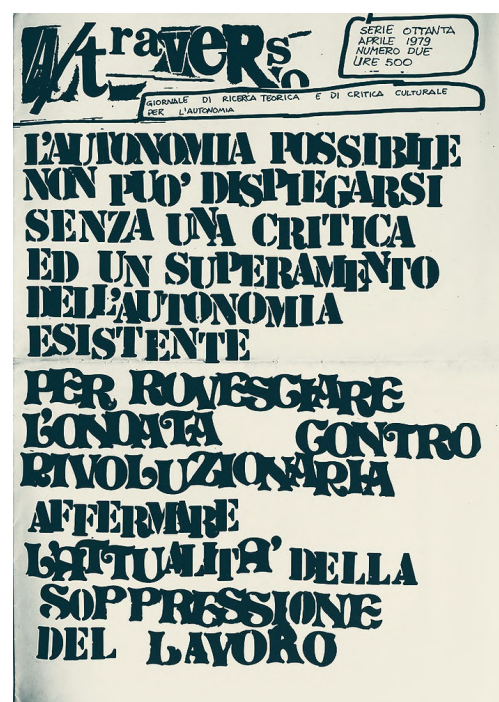 A/traverso
SERIE OTTANTA
APRILE 1979
NUMERO DUE
LIRE 500
GIORNALE DI RICERCA TEORICA E DI CRITICA CULTURALE
PER L'AUTONOMIA
L'AUTONOMIA POSSIBILE
NON PUO' DISPIEGARSI
SENZA UNA CRITICA
ED UN SUPERAMENTO
DELL'AUTONOMIA
ESISTENTE
PER ROVESCIARE
L'ONDATA CONTRO
RIVOLUZIONARIA
AFFERMARE
L'ATTUALITA' DELLA
SOPPRESSIONE
DEL LAVORO